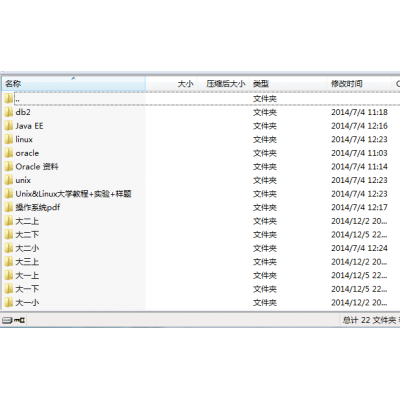 名称 大小 压缩后大小 类型 修改时间 C
.. 文件夹
db2 文件夹 2014/7/4 11:18
Java EE 文件夹 2014/7/4 12:16
linux 文件夹 2014/7/4 12:23
oracle 文件夹 2014/7/4 11:03
Oracle 资料 文件夹 2014/7/4 11:14
unix 文件夹 2014/7/4 12:23
Unix&Linux大学教程+实验+样题 文件夹 2014/7/4 12:23
操作系统pdf 文件夹 2014/7/4 12:17
大二上 文件夹 2014/12/2 20...
大二下 文件夹 2014/12/5 22...
大二小 文件夹 2014/7/4 12:24
大三上 文件夹 2014/12/2 20...
大一上 文件夹 2014/12/5 22...
大一下 文件夹 2014/12/5 22...
大一小 文件夹 2014/12/2 20...
总计 22 文件夹